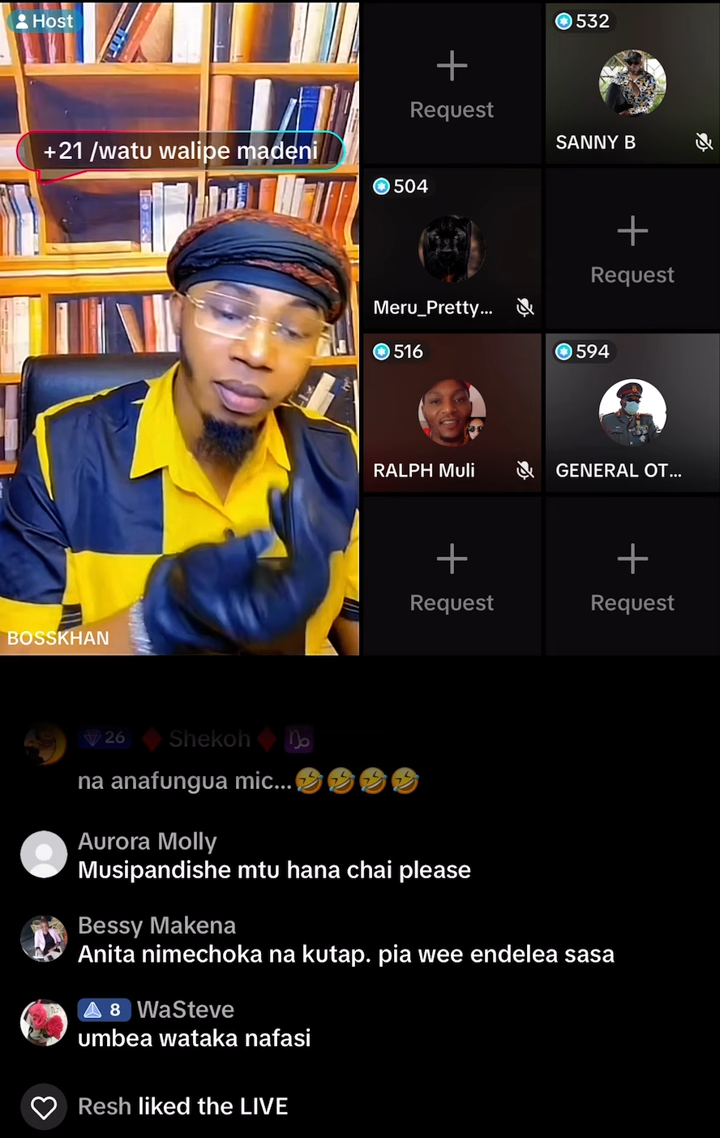 Host
+21 /watu walipe madeni
BOSSKHAN
Request
532
SANNY B
504
Meru_Pretty...
Request
516
RALPH Muli
594
GENERAL OT...
Request
Request
26 ♦️ Shekoh ♦️ ♑
na anafungua mic...🤣🤣🤣🤣
Aurora Molly
Musipandishe mtu hana chai please
Bessy Makena
Anita nimechoka na kutap. pia wee endelea sasa
8 WaSteve
umbea wataka nafasi
Resh liked the LIVE